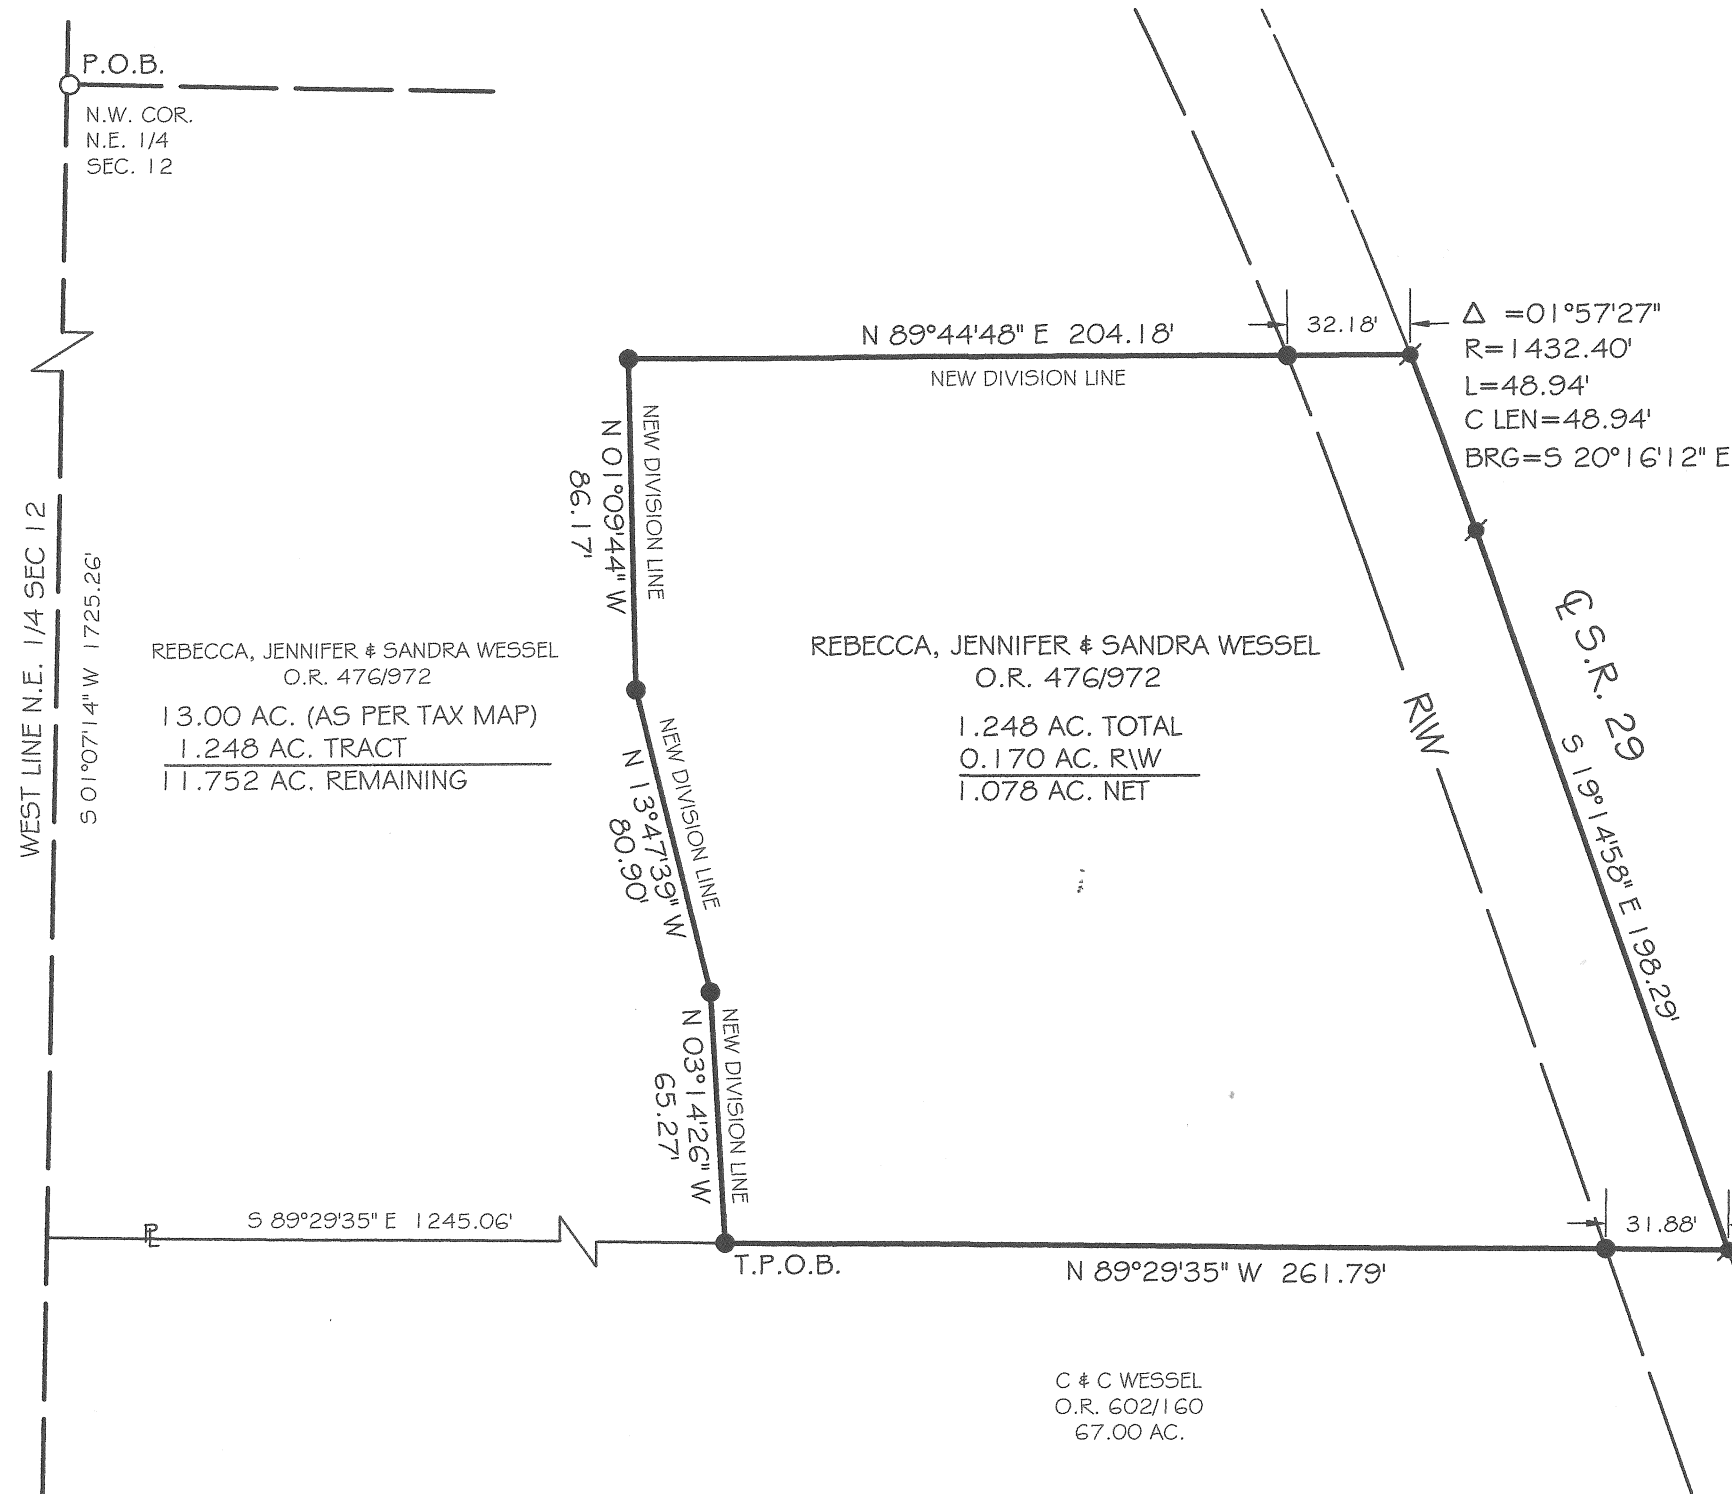 P.O.B.
N.W. COR.
N.E. 1/4
SEC. 12
WEST LINE N.E. 1/4 SEC 12
S 01°07'14" W 1725.26'
N 89°44'48" E 204.18'
NEW DIVISION LINE
32.18'
Δ =01°57'27"
R=1432.40'
L=48.94'
C LEN=48.94'
BRG=S 20°16'12" E
NEW DIVISION LINE
N 01°09'44" W
86.17'
REBECCA, JENNIFER & SANDRA WESSEL
O.R. 476/972
13.00 AC. (AS PER TAX MAP)
1.248 AC. TRACT
11.752 AC. REMAINING
REBECCA, JENNIFER & SANDRA WESSEL
O.R. 476/972
1.248 AC. TOTAL
0.170 AC. R\W
1.078 AC. NET
R\W
℄ S.R. 29
S 19°14'58" E 198.29'
NEW DIVISION LINE
N 13°47'39" W
80.90'
NEW DIVISION LINE
N 03°14'26" W
65.27'
S 89°29'35" E 1245.06'
℄
T.P.O.B.
N 89°29'35" W 261.79'
31.88'
C & C WESSEL
O.R. 602/160
67.00 AC.